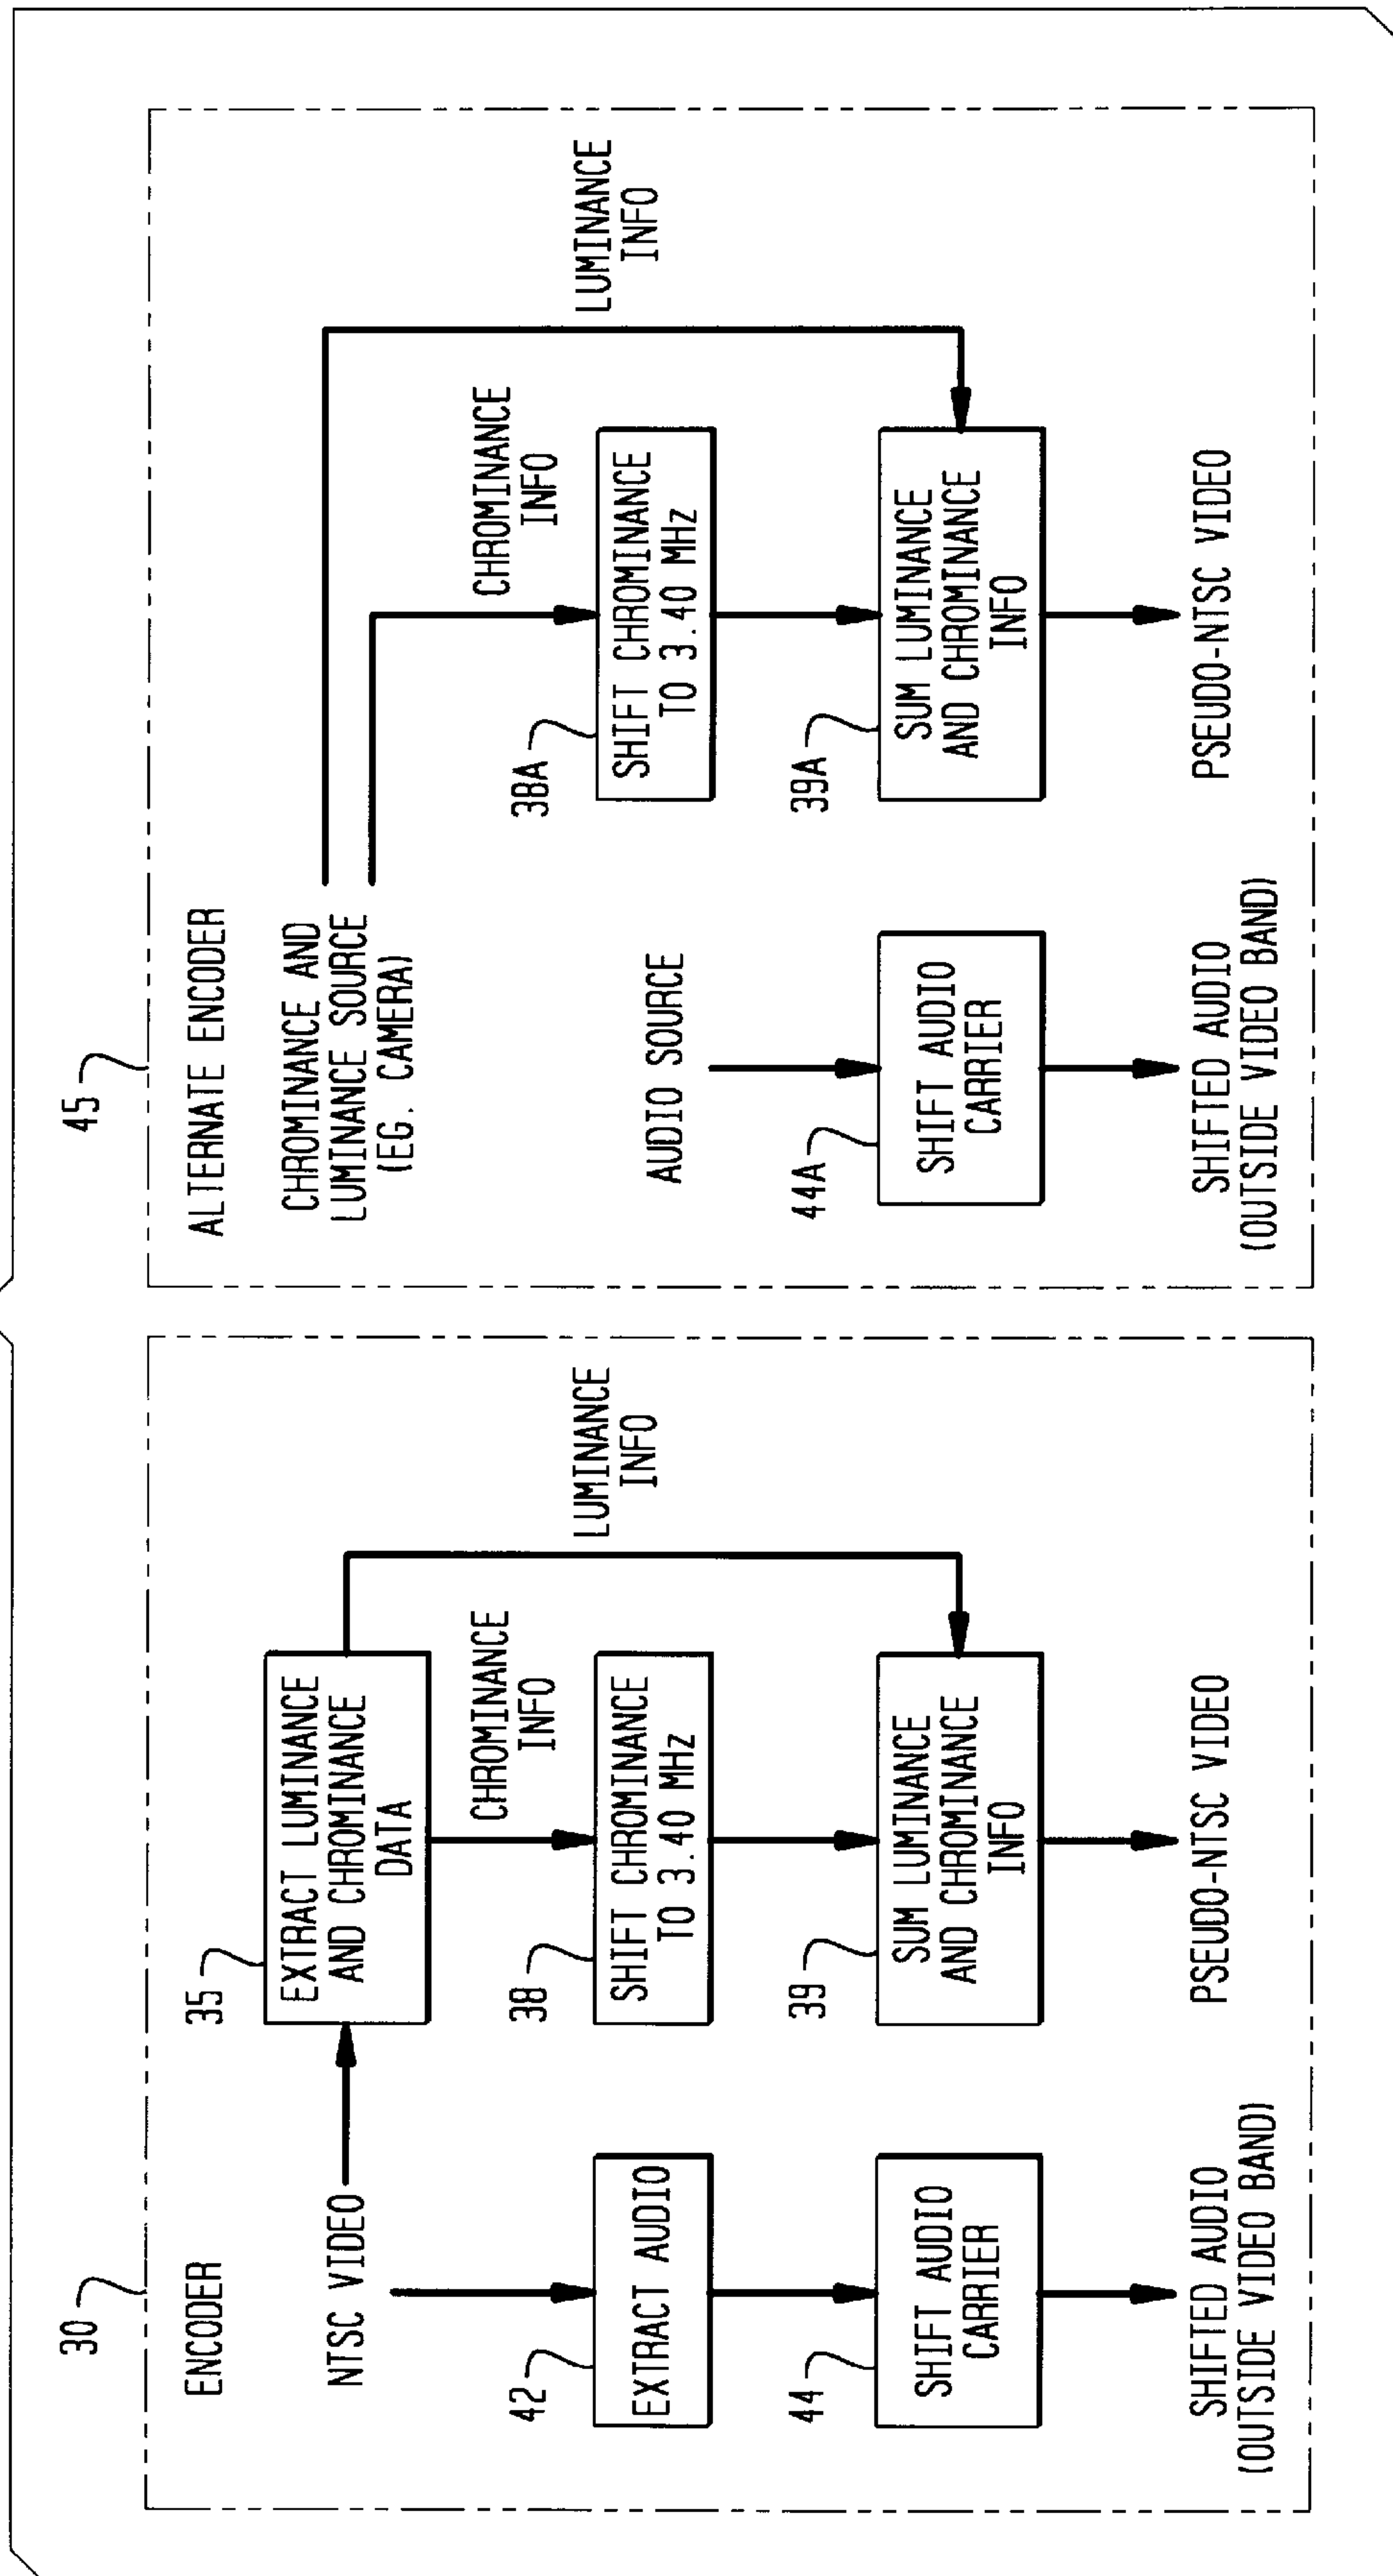 30
ENCODER
NTSC VIDEO
35
EXTRACT LUMINANCE
AND CHROMINANCE
DATA
CHROMINANCE
INFO
LUMINANCE
INFO
42
EXTRACT AUDIO
38
SHIFT CHROMINANCE
TO 3.40 MHz
44
SHIFT AUDIO
CARRIER
39
SUM LUMINANCE
AND CHROMINANCE
INFO
SHIFTED AUDIO
(OUTSIDE VIDEO BAND)
PSEUDO-NTSC VIDEO
45
ALTERNATE ENCODER
CHROMINANCE AND
LUMINANCE SOURCE
(EG. CAMERA)
CHROMINANCE
INFO
LUMINANCE
INFO
AUDIO SOURCE
38A
SHIFT CHROMINANCE
TO 3.40 MHz
44A
SHIFT AUDIO
CARRIER
39A
SUM LUMINANCE
AND CHROMINANCE
INFO
SHIFTED AUDIO
(OUTSIDE VIDEO BAND)
PSEUDO-NTSC VIDEO